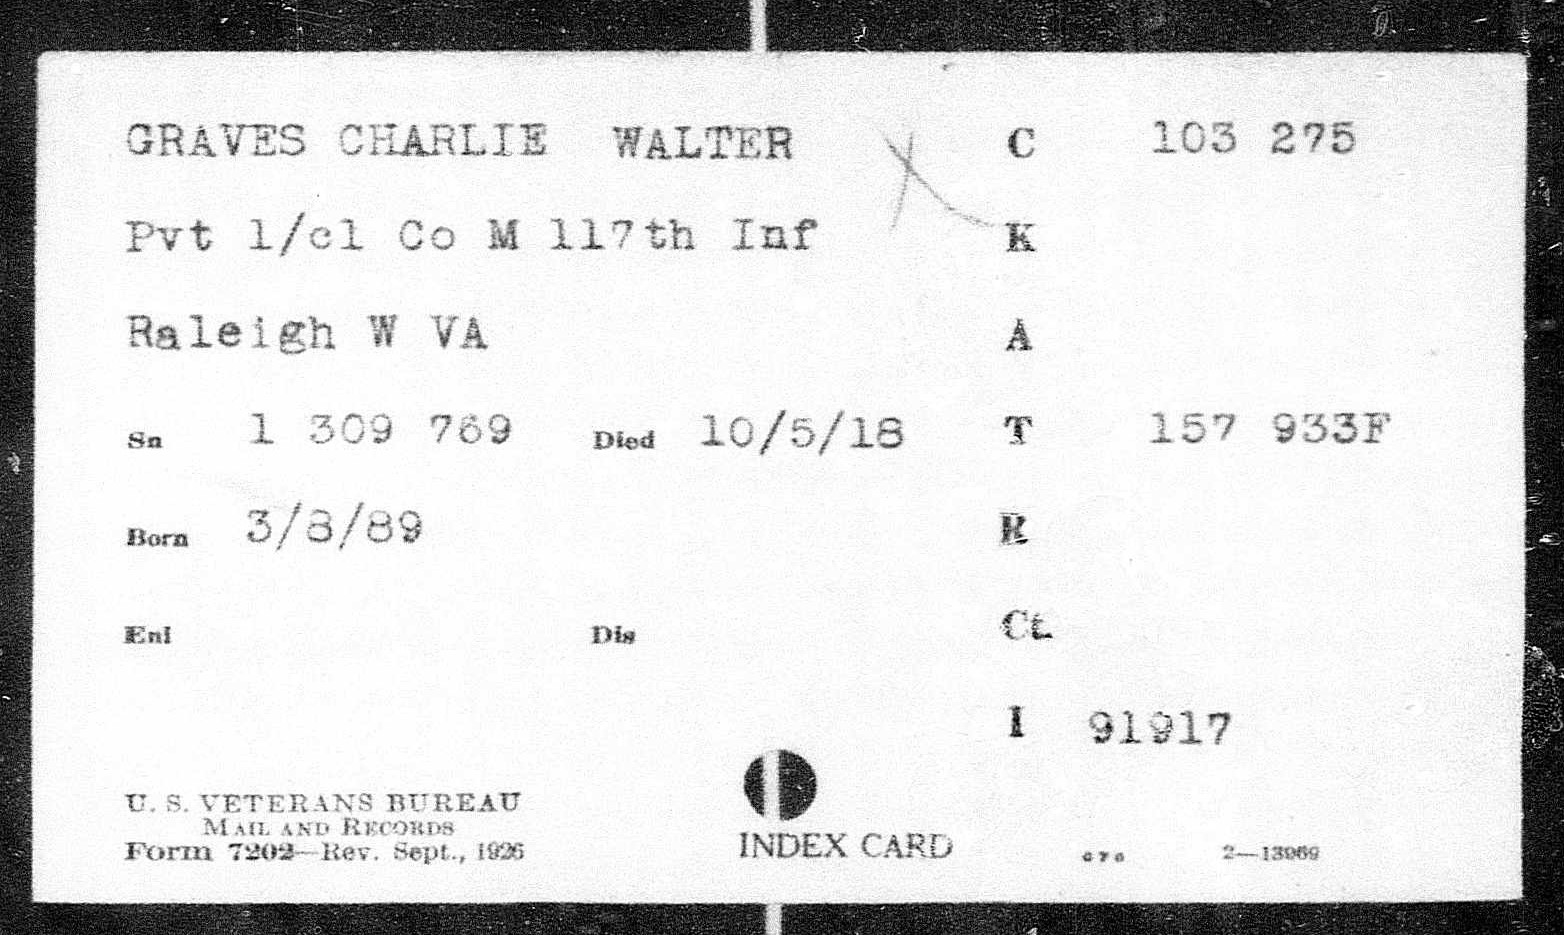 GRAVES CHARLIE WALTER C 103 275
Pvt 1/cl Co M 117th Inf K
Raleigh W VA A
Sn 1 309 769 Died 10/5/18 T 157 933F
Born 3/8/89 R
Enl Dis Ct.
I 91917
U. S. VETERANS BUREAU
MAIL AND RECORDS
Form 7202—Rev. Sept., 1926
INDEX CARD
2—13969